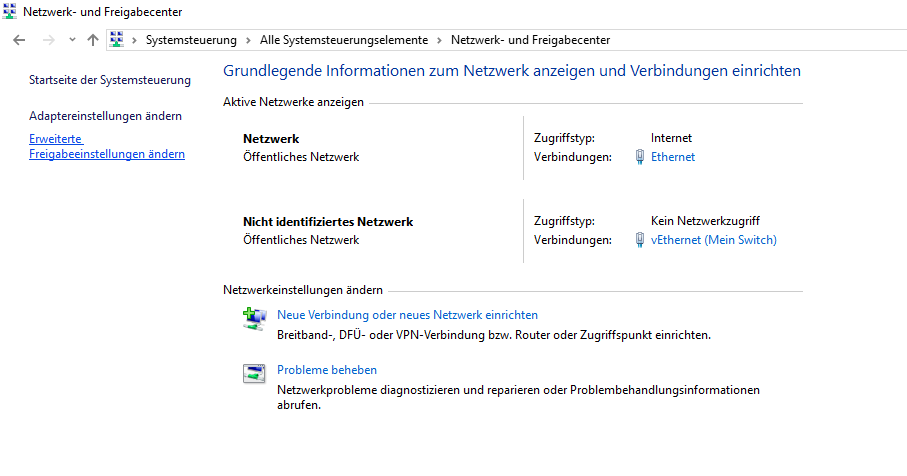 Netzwerk- und Freigabecenter
Systemsteuerung > Alle Systemsteuerungselemente > Netzwerk- und Freigabecenter
Startseite der Systemsteuerung
Adaptereinstellungen ändern
Erweiterte
Freigabeeinstellungen ändern
Grundlegende Informationen zum Netzwerk anzeigen und Verbindungen einrichten
Aktive Netzwerke anzeigen
Netzwerk
Öffentliches Netzwerk
Zugriffstyp: Internet
Verbindungen: Ethernet
Nicht identifiziertes Netzwerk
Öffentliches Netzwerk
Zugriffstyp: Kein Netzwerkzugriff
Verbindungen: vEthernet (Mein Switch)
Netzwerkeinstellungen ändern
Neue Verbindung oder neues Netzwerk einrichten
Breitband-, DFÜ- oder VPN-Verbindung bzw. Router oder Zugriffspunkt einrichten.
Probleme beheben
Netzwerkprobleme diagnostizieren und reparieren oder Problembehandlungsinformationen
abrufen.